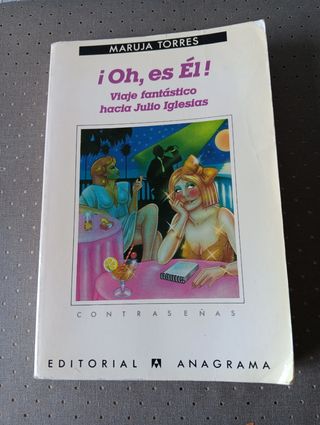 MARUJA TORRES
¡Oh, es Él!
Viaje fantástico
hacia Julio Iglesias
CONTRASEÑAS
EDITORIAL A ANAGRAMA